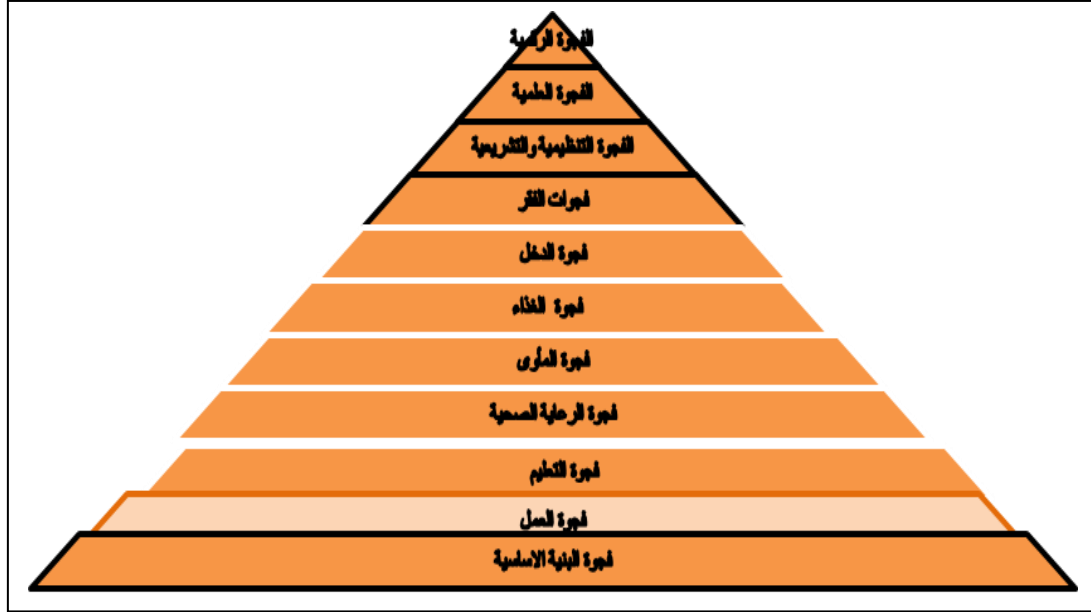 الفجوة الرقمية
الفجوة العلمية
الفجوة التنظيمية والتشريعية
فجوات الفقر
فجوة الدخل
فجوة الغذاء
فجوة المأوى
فجوة الرعاية الصحية
فجوة التعليم
فجوة العمل
فجوة البنية الاساسية